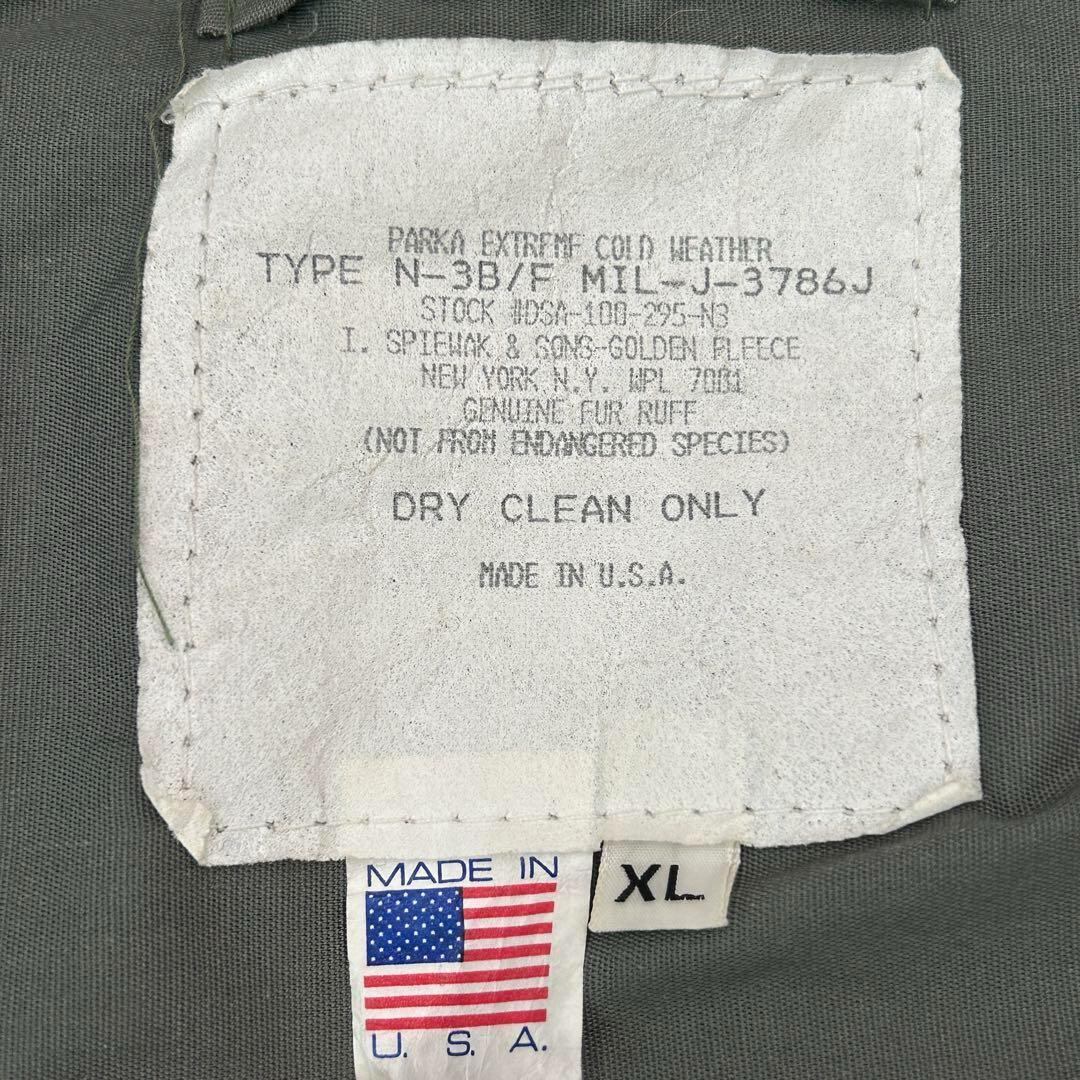 PARKA EXTREME COLD WEATHER
TYPE N-3B/F MIL-J-3786J
STOCK #DSA-100-295-N3
I. SPIEWAK & SONS-GOLDEN FLEECE
NEW YORK N.Y. WPL 7001
GENUINE FUR RUFF
(NOT FROM ENDANGERED SPECIES)
DRY CLEAN ONLY
MADE IN U.S.A.
MADE IN
U. S. A.
XL